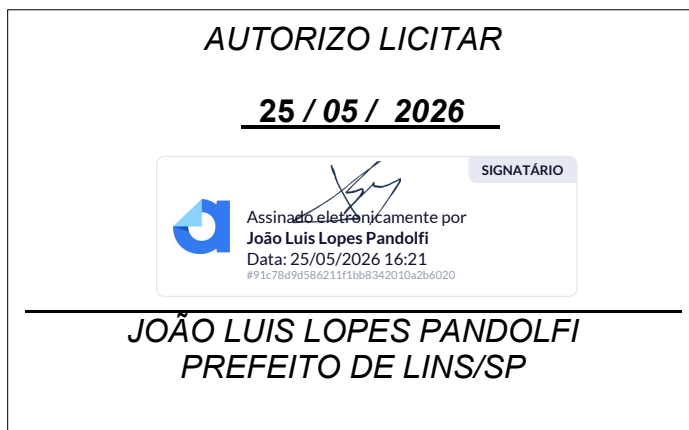 AUTORIZO LICITAR
25 / 05 / 2026
SIGNATÁRIO
Assinado eletronicamente por
João Luis Lopes Pandolfi
Data: 25/05/2026 16:21
#91c78d9d586211f1bb8342010a2b6020
JOÃO LUIS LOPES PANDOLFI
PREFEITO DE LINS/SP